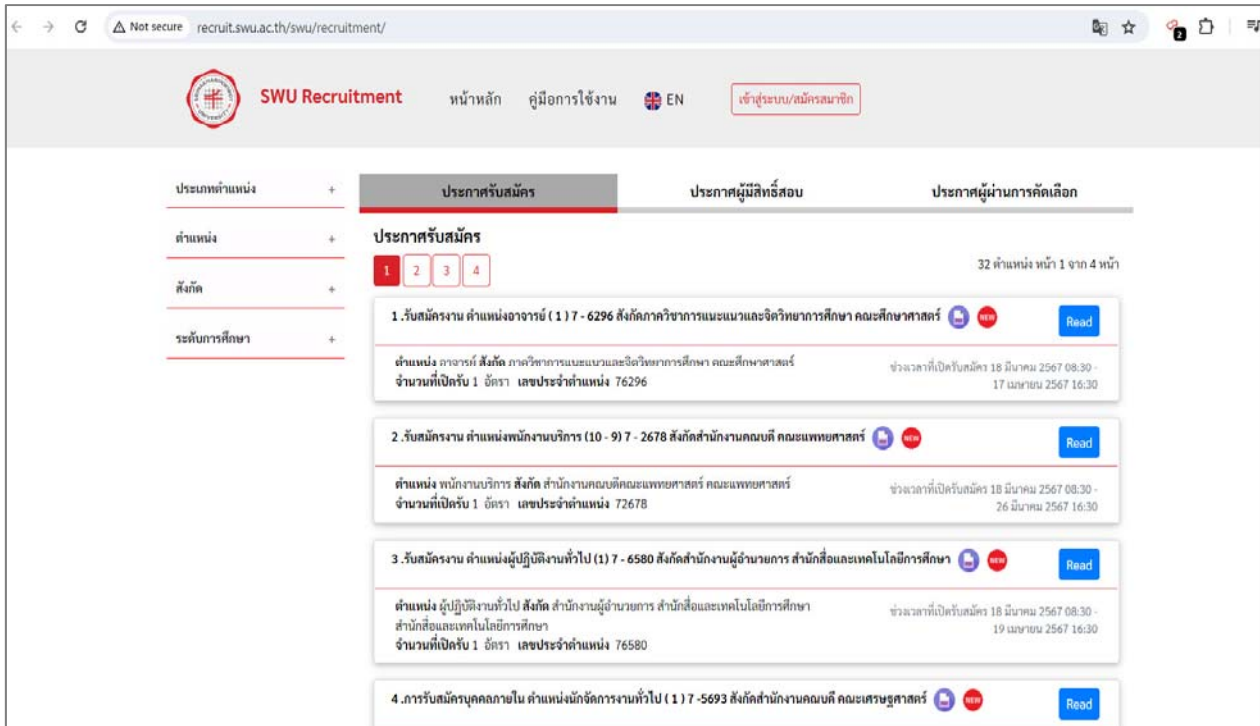 Not secure recruit.swu.ac.th/swu/recruitment/
2
SWU Recruitment หน้าหลัก คู่มือการใช้งาน EN เข้าสู่ระบบ/สมัครสมาชิก
ประเภทตำแหน่ง +
ตำแหน่ง +
สังกัด +
ระดับการศึกษา +
ประกาศรับสมัคร ประกาศผู้มีสิทธิ์สอบ ประกาศผู้ผ่านการคัดเลือก
ประกาศรับสมัคร
1 2 3 4
32 ตำแหน่ง หน้า 1 จาก 4 หน้า
1 .รับสมัครงาน ตำแหน่งอาจารย์ ( 1 ) 7 - 6296 สังกัดภาควิชาการแนะแนวและจิตวิทยาการศึกษา คณะศึกษาศาสตร์ NEW Read
ตำแหน่ง อาจารย์ สังกัด ภาควิชาการแนะแนวและจิตวิทยาการศึกษา คณะศึกษาศาสตร์
จำนวนที่เปิดรับ 1 อัตรา เลขประจำตำแหน่ง 76296
ช่วงเวลาที่เปิดรับสมัคร 18 มีนาคม 2567 08:30 -
17 เมษายน 2567 16:30
2 .รับสมัครงาน ตำแหน่งพนักงานบริการ (10 - 9) 7 - 2678 สังกัดสำนักงานคณบดี คณะแพทยศาสตร์ NEW Read
ตำแหน่ง พนักงานบริการ สังกัด สำนักงานคณบดีคณะแพทยศาสตร์ คณะแพทยศาสตร์
จำนวนที่เปิดรับ 1 อัตรา เลขประจำตำแหน่ง 72678
ช่วงเวลาที่เปิดรับสมัคร 18 มีนาคม 2567 08:30 -
26 มีนาคม 2567 16:30
3 .รับสมัครงาน ตำแหน่งผู้ปฏิบัติงานทั่วไป (1) 7 - 6580 สังกัดสำนักงานผู้อำนวยการ สำนักสื่อและเทคโนโลยีการศึกษา NEW Read
ตำแหน่ง ผู้ปฏิบัติงานทั่วไป สังกัด สำนักงานผู้อำนวยการ สำนักสื่อและเทคโนโลยีการศึกษา
สำนักสื่อและเทคโนโลยีการศึกษา
จำนวนที่เปิดรับ 1 อัตรา เลขประจำตำแหน่ง 76580
ช่วงเวลาที่เปิดรับสมัคร 18 มีนาคม 2567 08:30 -
19 เมษายน 2567 16:30
4 .การรับสมัครบุคคลภายใน ตำแหน่งนักจัดการงานทั่วไป ( 1 ) 7 -5693 สังกัดสำนักงานคณบดี คณะเศรษฐศาสตร์ NEW Read